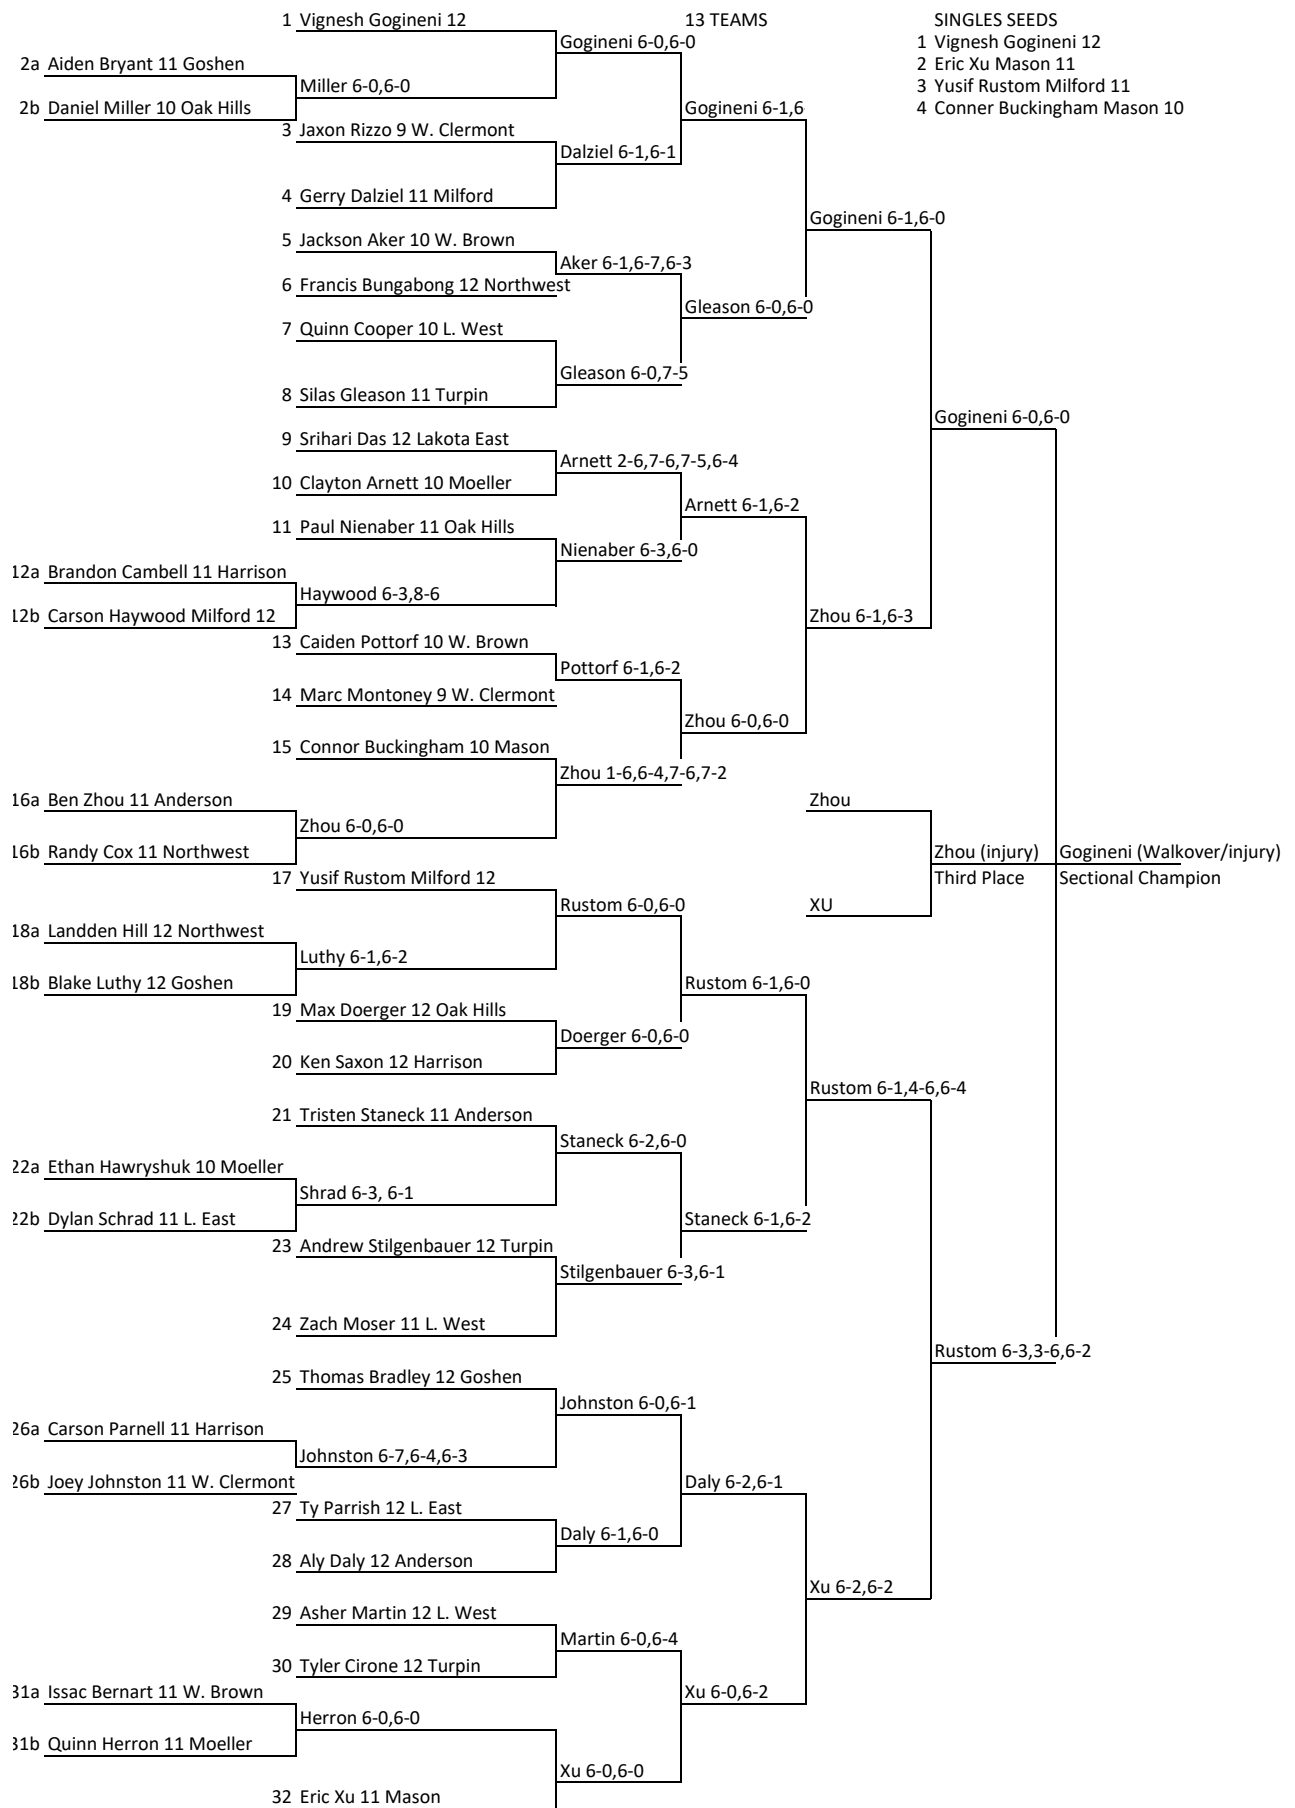 1 Vignesh Gogineni 12
13 TEAMS
SINGLES SEEDS
Gogineni 6-0,6-0
1 Vignesh Gogineni 12
2a Aiden Bryant 11 Goshen
2 Eric Xu Mason 11
Miller 6-0,6-0
3 Yusif Rustom Milford 11
2b Daniel Miller 10 Oak Hills
Gogineni 6-1,6
4 Conner Buckingham Mason 10
3 Jaxon Rizzo 9 W. Clermont
Dalziel 6-1,6-1
4 Gerry Dalziel 11 Milford
Gogineni 6-1,6-0
5 Jackson Aker 10 W. Brown
Aker 6-1,6-7,6-3
6 Francis Bungabong 12 Northwest
Gleason 6-0,6-0
7 Quinn Cooper 10 L. West
Gleason 6-0,7-5
8 Silas Gleason 11 Turpin
Gogineni 6-0,6-0
9 Srihari Das 12 Lakota East
Arnett 2-6,7-6,7-5,6-4
10 Clayton Arnett 10 Moeller
Arnett 6-1,6-2
11 Paul Nienaber 11 Oak Hills
Nienaber 6-3,6-0
12a Brandon Cambell 11 Harrison
Haywood 6-3,8-6
12b Carson Haywood Milford 12
Zhou 6-1,6-3
13 Caiden Pottorf 10 W. Brown
Pottorf 6-1,6-2
14 Marc Montoney 9 W. Clermont
Zhou 6-0,6-0
15 Connor Buckingham 10 Mason
Zhou 1-6,6-4,7-6,7-2
16a Ben Zhou 11 Anderson
Zhou
Zhou 6-0,6-0
16b Randy Cox 11 Northwest
Zhou (injury)
Gogineni (Walkover/injury)
17 Yusif Rustom Milford 12
Third Place
Sectional Champion
Rustom 6-0,6-0
XU
18a Landden Hill 12 Northwest
Luthy 6-1,6-2
18b Blake Luthy 12 Goshen
Rustom 6-1,6-0
19 Max Doerger 12 Oak Hills
Doerger 6-0,6-0
20 Ken Saxon 12 Harrison
Rustom 6-1,4-6,6-4
21 Tristen Staneck 11 Anderson
Staneck 6-2,6-0
22a Ethan Hawryshuk 10 Moeller
Shrad 6-3, 6-1
22b Dylan Schrad 11 L. East
Staneck 6-1,6-2
23 Andrew Stilgenbauer 12 Turpin
Stilgenbauer 6-3,6-1
24 Zach Moser 11 L. West
Rustom 6-3,3-6,6-2
25 Thomas Bradley 12 Goshen
Johnston 6-0,6-1
26a Carson Parnell 11 Harrison
Johnston 6-7,6-4,6-3
26b Joey Johnston 11 W. Clermont
Daly 6-2,6-1
27 Ty Parrish 12 L. East
Daly 6-1,6-0
28 Aly Daly 12 Anderson
Xu 6-2,6-2
29 Asher Martin 12 L. West
Martin 6-0,6-4
30 Tyler Cirone 12 Turpin
31a Issac Bernart 11 W. Brown
Xu 6-0,6-2
Herron 6-0,6-0
31b Quinn Herron 11 Moeller
Xu 6-0,6-0
32 Eric Xu 11 Mason